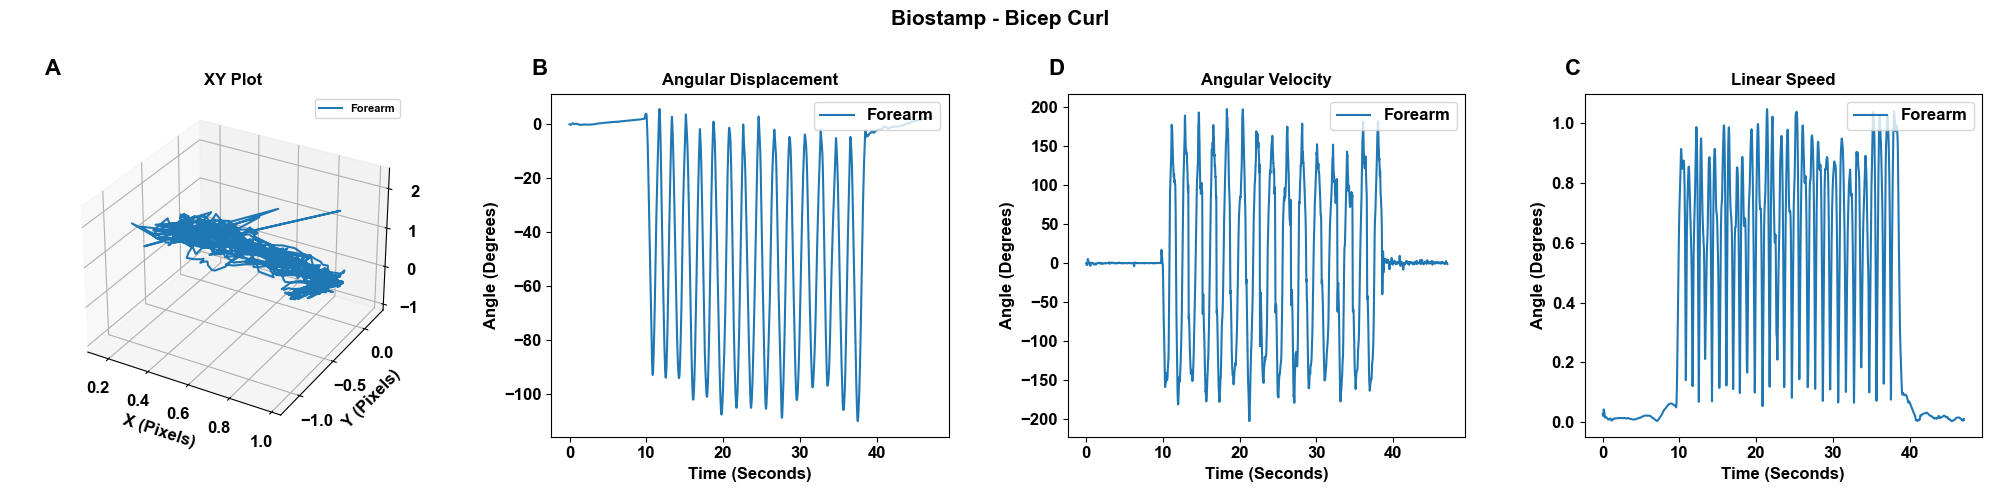 Biostamp - Bicep Curl
A
XY Plot
Forearm
2
1
0
−1
0.0
−0.5
−1.0
Y (Pixels)
0.2
0.4
0.6
0.8
1.0
X (Pixels)
B
Angular Displacement
Forearm
0
−20
−40
−60
−80
−100
Angle (Degrees)
0 10 20 30 40
Time (Seconds)
D
Angular Velocity
Forearm
200
150
100
50
0
−50
−100
−150
−200
Angle (Degrees)
0 10 20 30 40
Time (Seconds)
C
Linear Speed
Forearm
1.0
0.8
0.6
0.4
0.2
0.0
Angle (Degrees)
0 10 20 30 40
Time (Seconds)